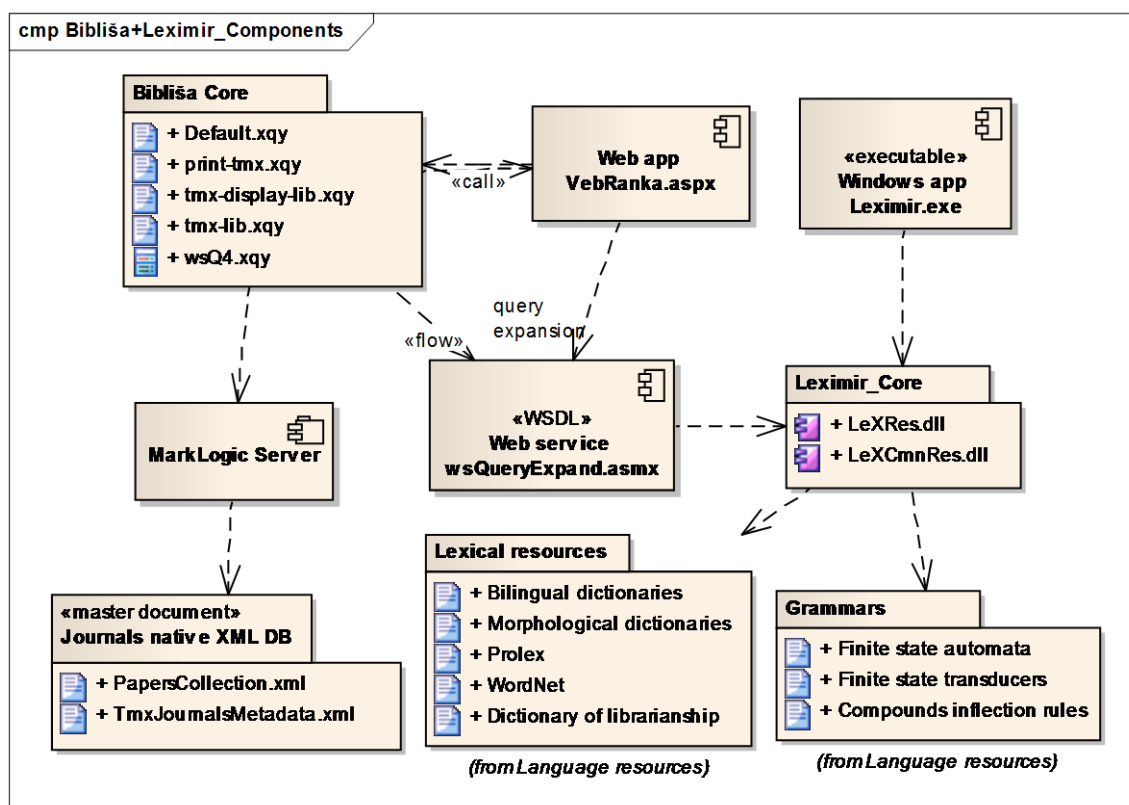 cmp Bibliša+Leximir_Components
Bibliša Core
+ Default.xqy
+ print-tmx.xqy
+ tmx-display-lib.xqy
+ tmx-lib.xqy
+ wsQ4.xqy
«call»
Web app
VebRanka.aspx
«executable»
Windows app
Leximir.exe
query
expansion
«flow»
MarkLogic Server
«WSDL»
Web service
wsQueryExpand.asmx
Leximir_Core
+ LeXRes.dll
+ LeXCmnRes.dll
«master document»
Journals native XML DB
+ PapersCollection.xml
+ TmxJournalsMetadata.xml
Lexical resources
+ Bilingual dictionaries
+ Morphological dictionaries
+ Prolex
+ WordNet
+ Dictionary of librarianship
(from Language resources)
Grammars
+ Finite state automata
+ Finite state transducers
+ Compounds inflection rules
(from Language resources)